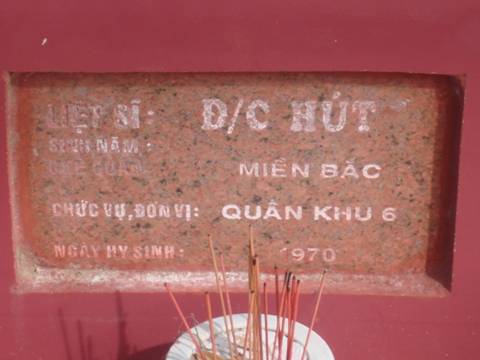 LIỆT SĨ: Đ/C HÚT
SINH NĂM:
QUÊ QUÁN: MIỀN BẮC
CHỨC VỤ, ĐƠN VỊ: QUÂN KHU 6
NGÀY HY SINH: 1970